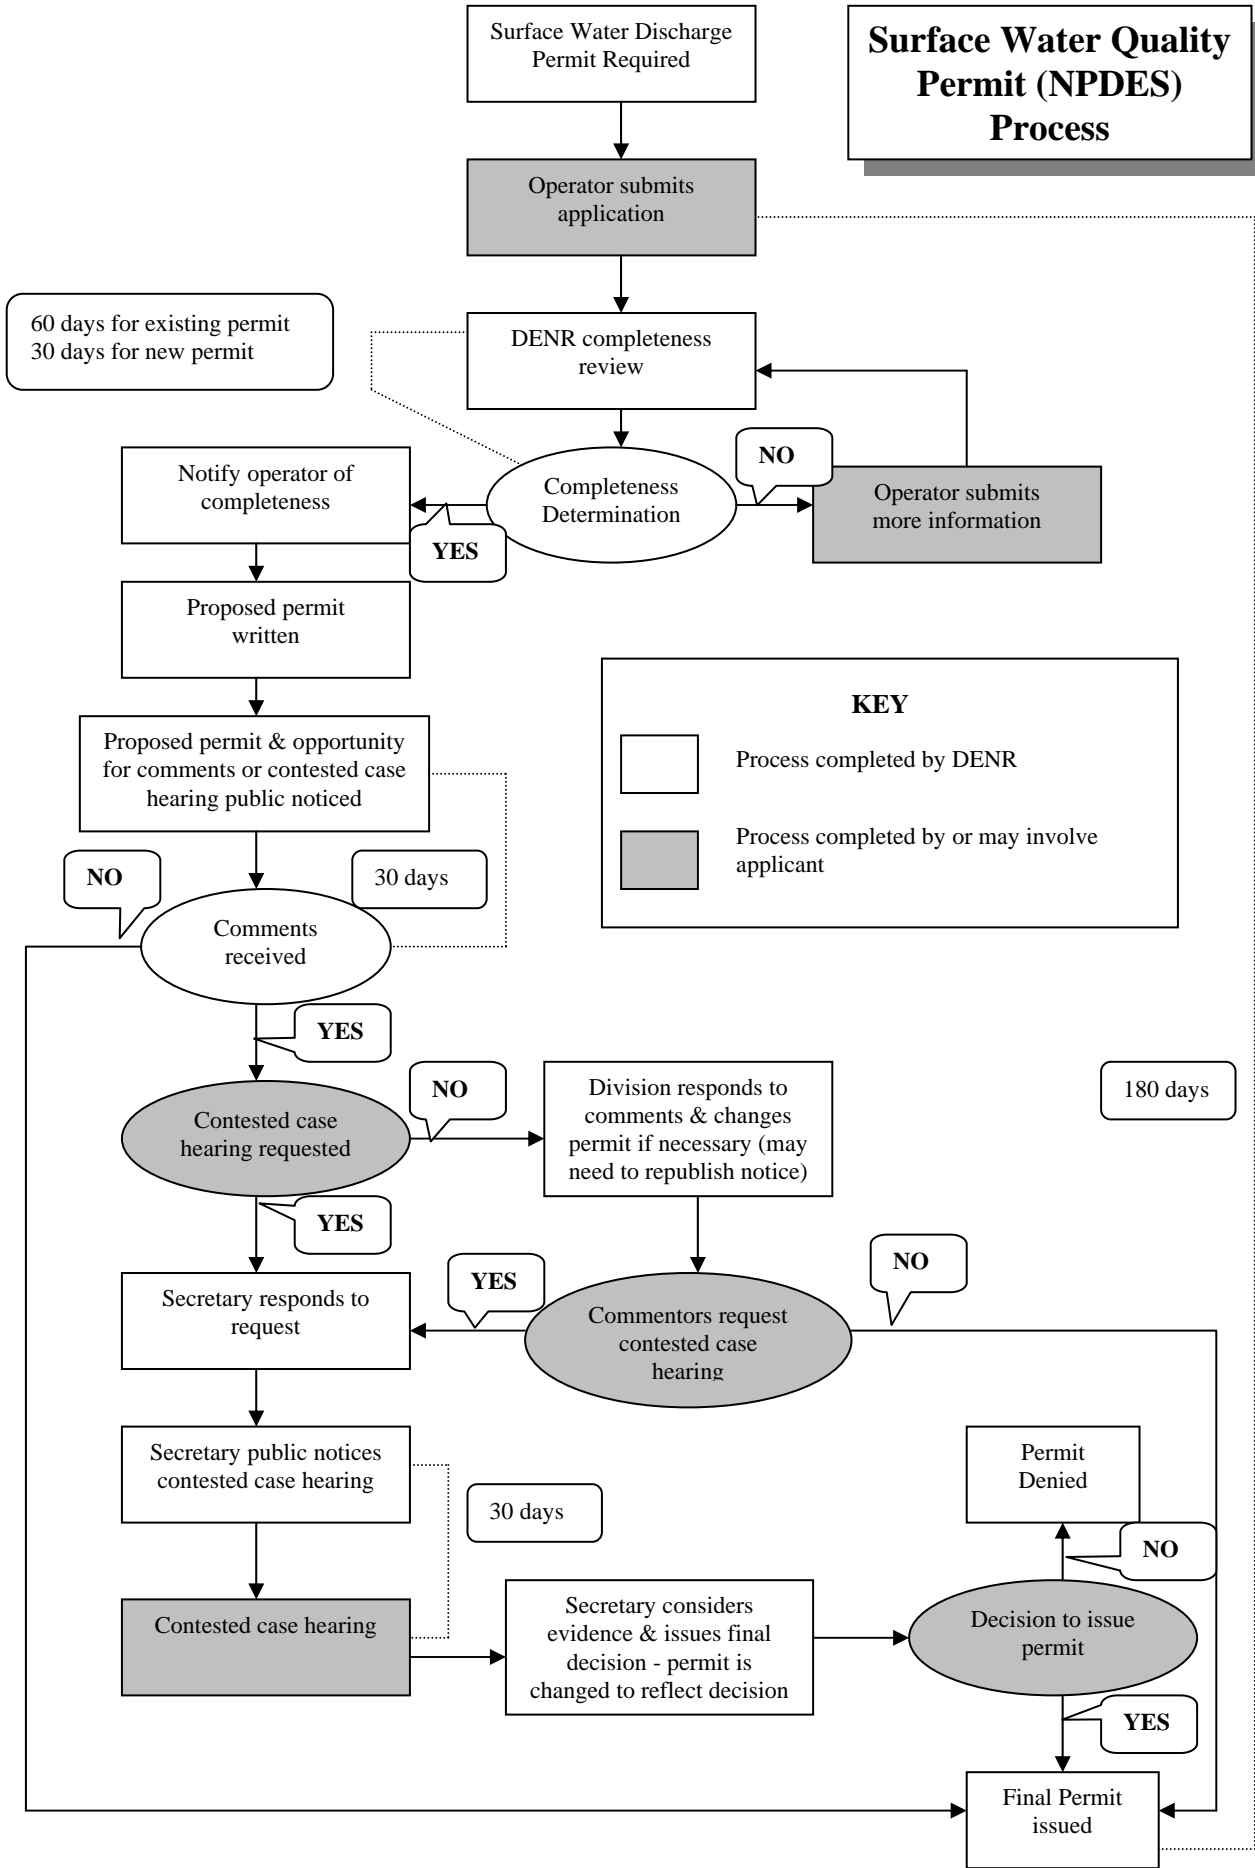 Surface Water Discharge
Permit Required
Surface Water Quality
Permit (NPDES)
Process
Operator submits
application
60 days for existing permit
30 days for new permit
DENR completeness
review
Notify operator of
completeness
YES
Completeness
Determination
NO
Operator submits
more information
Proposed permit
written
KEY
Process completed by DENR
Process completed by or may involve
applicant
Proposed permit & opportunity
for comments or contested case
hearing public noticed
NO
30 days
Comments
received
YES
Contested case
hearing requested
NO
Division responds to
comments & changes
permit if necessary (may
need to republish notice)
180 days
YES
Secretary responds to
request
YES
Commentors request
contested case
hearing
NO
Secretary public notices
contested case hearing
30 days
Permit
Denied
NO
Contested case hearing
Secretary considers
evidence & issues final
decision - permit is
changed to reflect decision
Decision to issue
permit
YES
Final Permit
issued